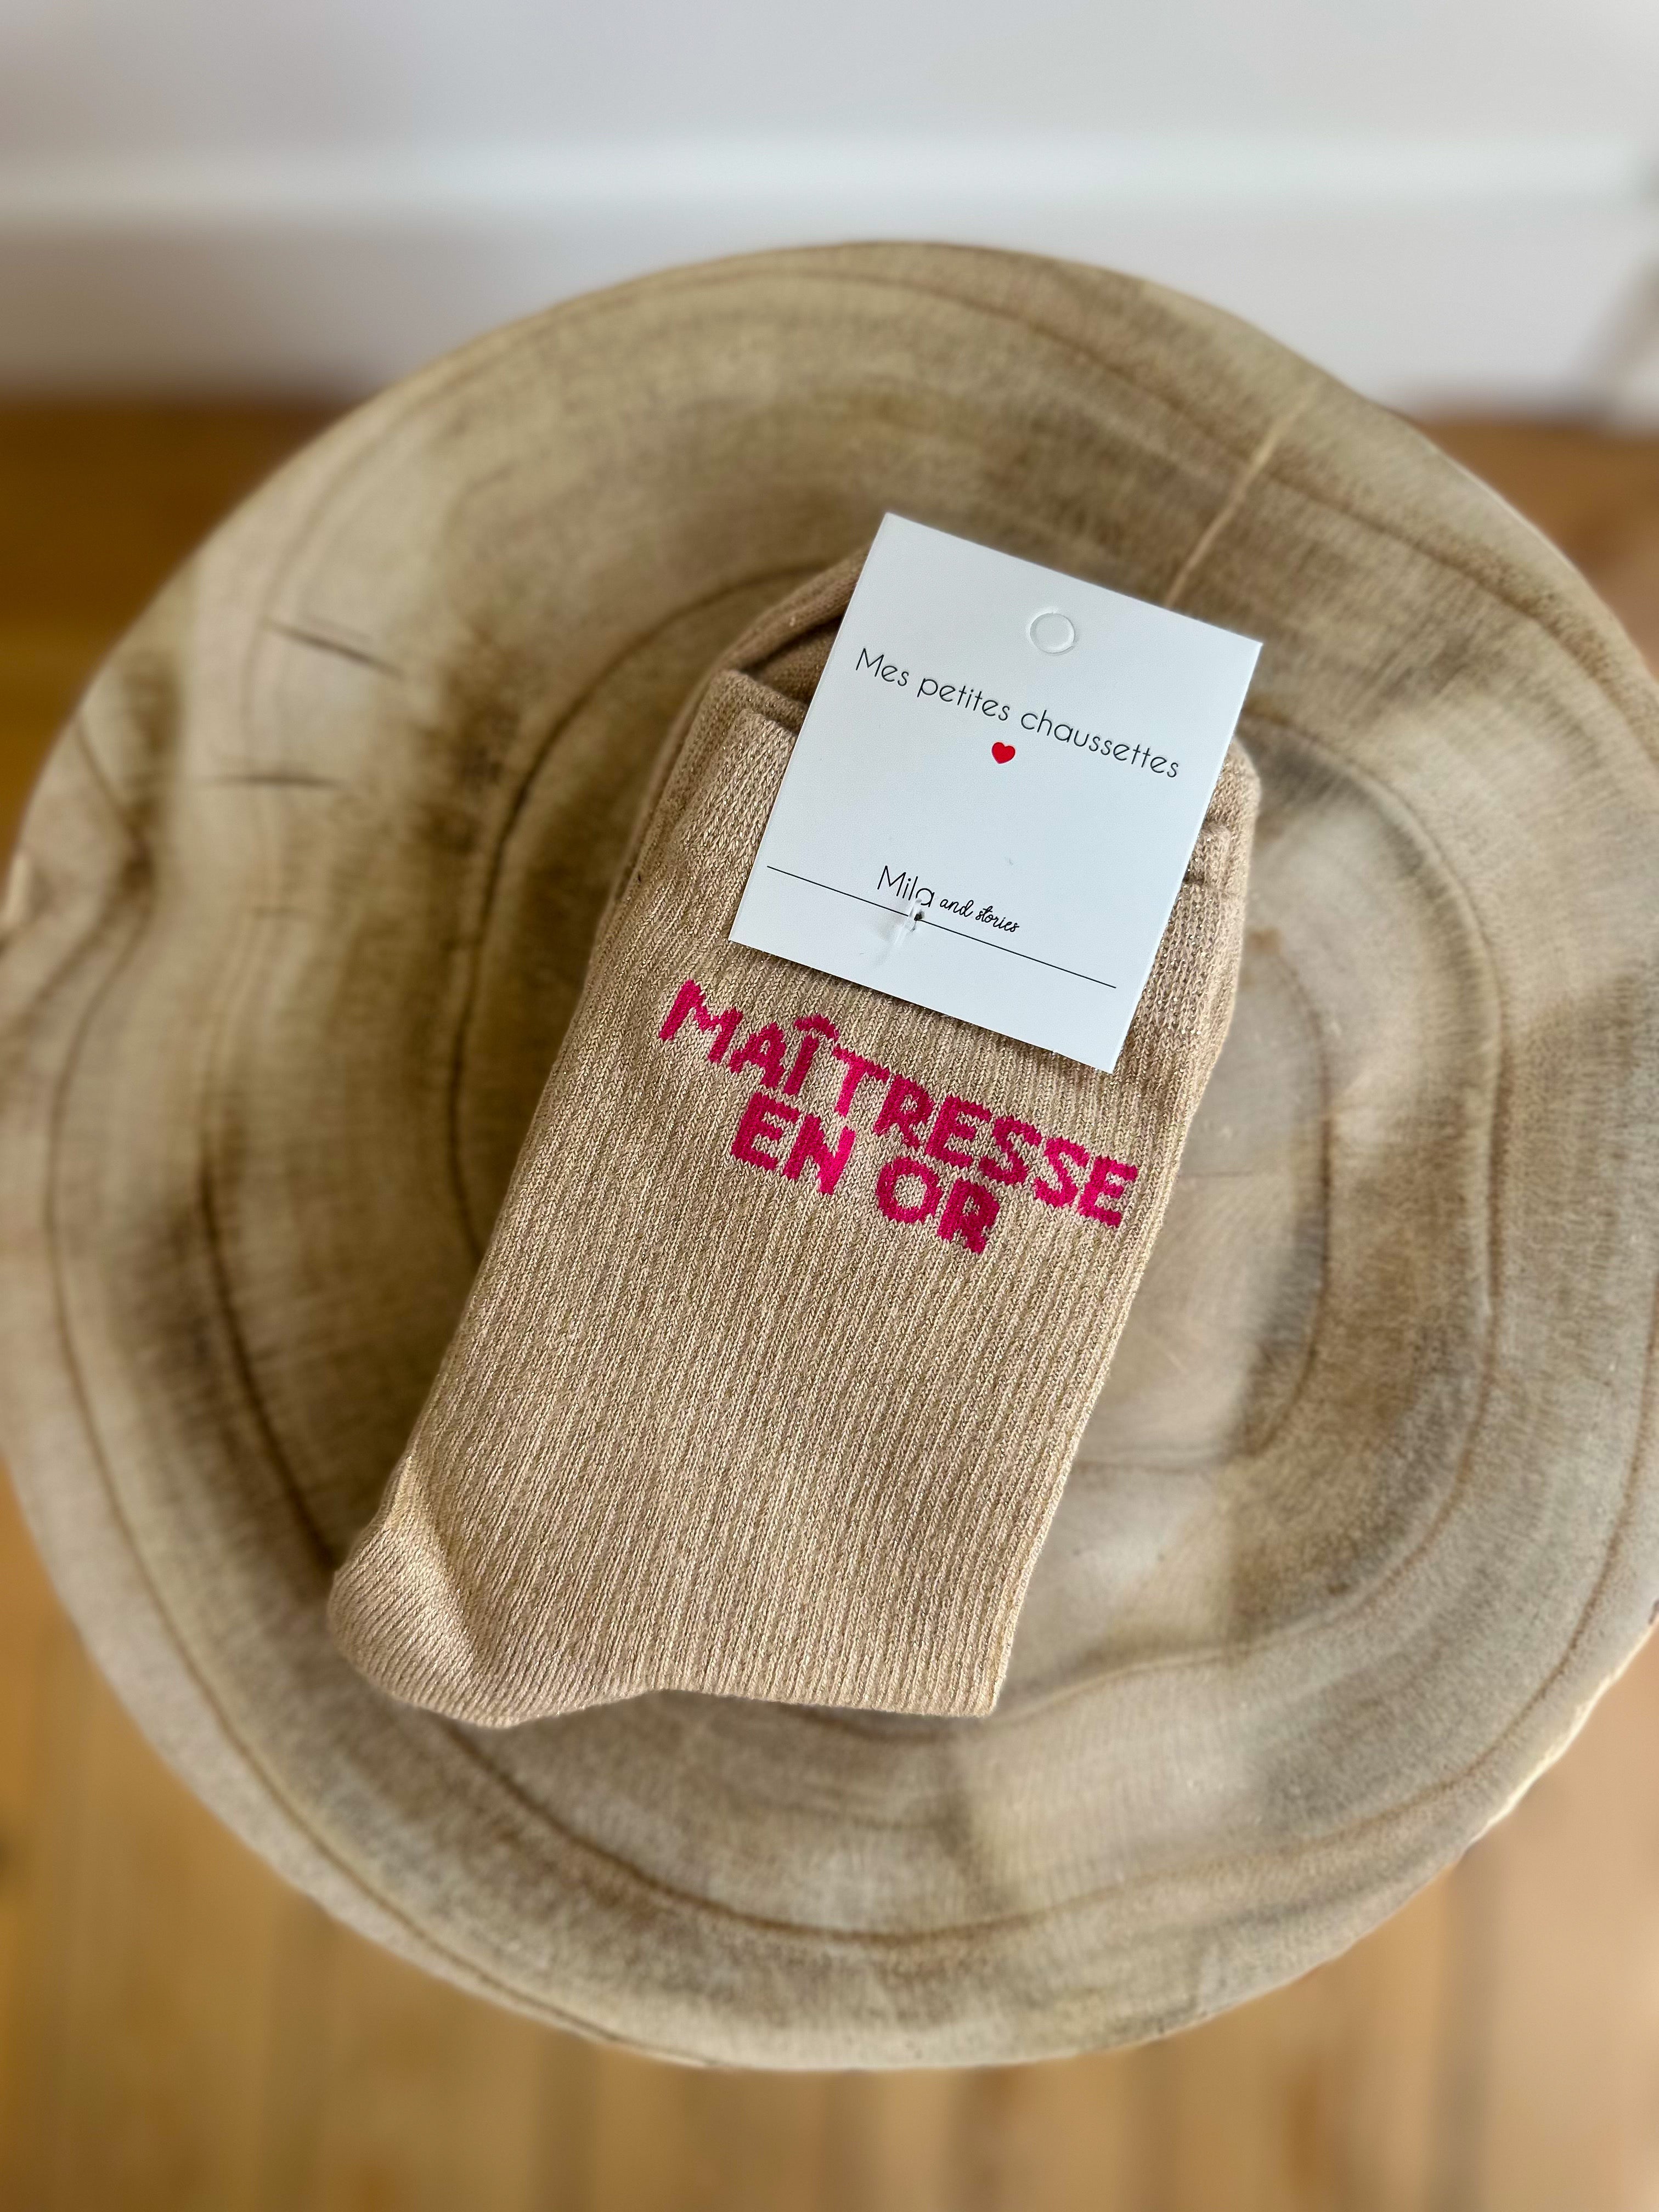 Mes petites chaussettes
Mila and stories
MAÎTRESSE
EN OR